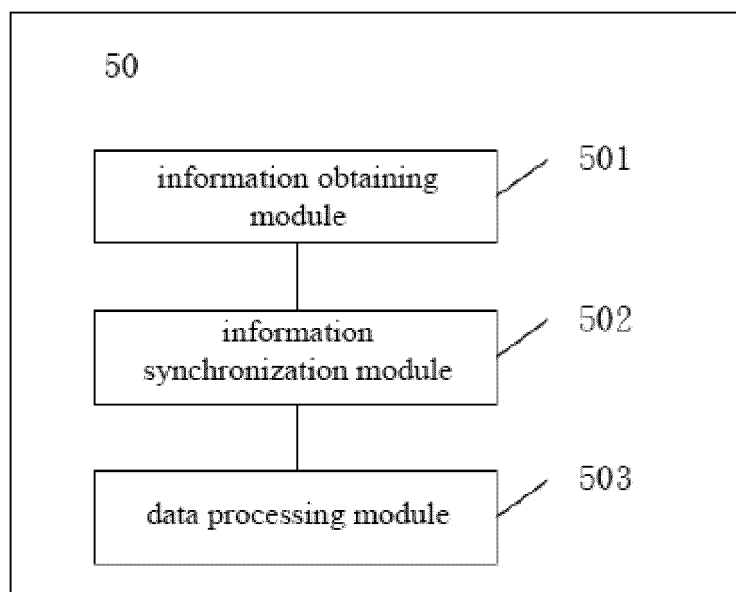 50
information obtaining
module
501
information
synchronization module
502
data processing module
503